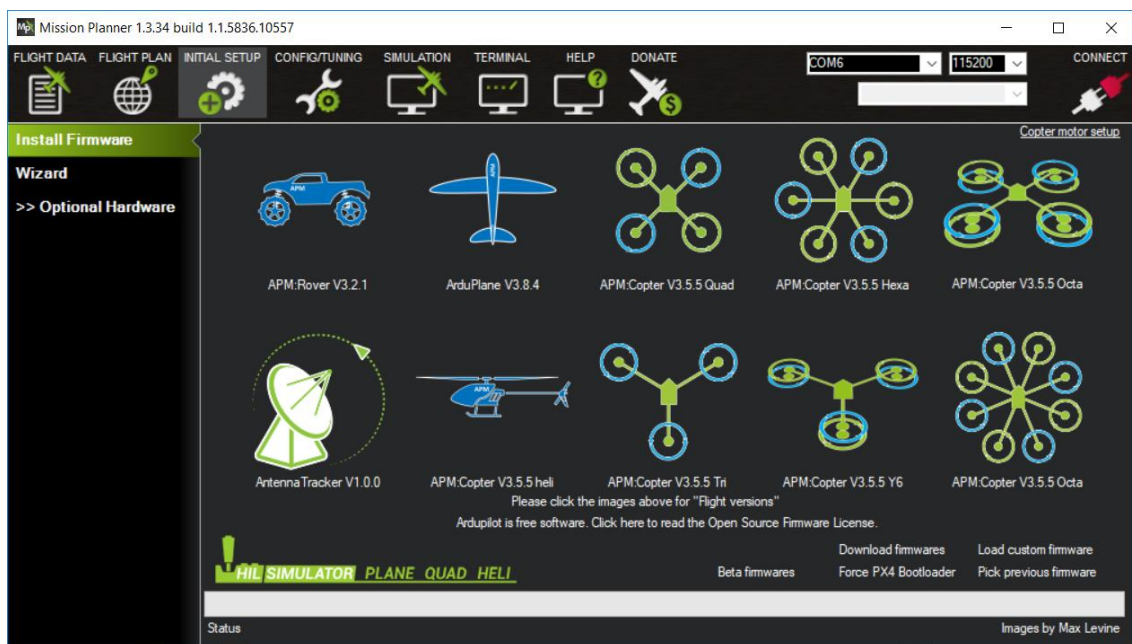 Mission Planner 1.3.34 build 1.1.5836.10557
FLIGHT DATA FLIGHT PLAN INITIAL SETUP CONFIG/TUNING SIMULATION TERMINAL HELP DONATE COM6 115200 CONNECT
Install Firmware
Copter motor setup
Wizard
>> Optional Hardware
APM
APM
APM:Rover V3.2.1 ArduPlane V3.8.4 APM:Copter V3.5.5 Quad APM:Copter V3.5.5 Hexa APM:Copter V3.5.5 Octa
APM
AntennaTracker V1.0.0 APM:Copter V3.5.5 heli APM:Copter V3.5.5 Tri APM:Copter V3.5.5 Y6 APM:Copter V3.5.5 Octa
Please click the images above for "Flight versions"
Ardupilot is free software. Click here to read the Open Source Firmware License.
Download firmwares Load custom firmware
HIL SIMULATOR PLANE QUAD HELI Beta firmwares Force PX4 Bootloader Pick previous firmware
Status Images by Max Levine